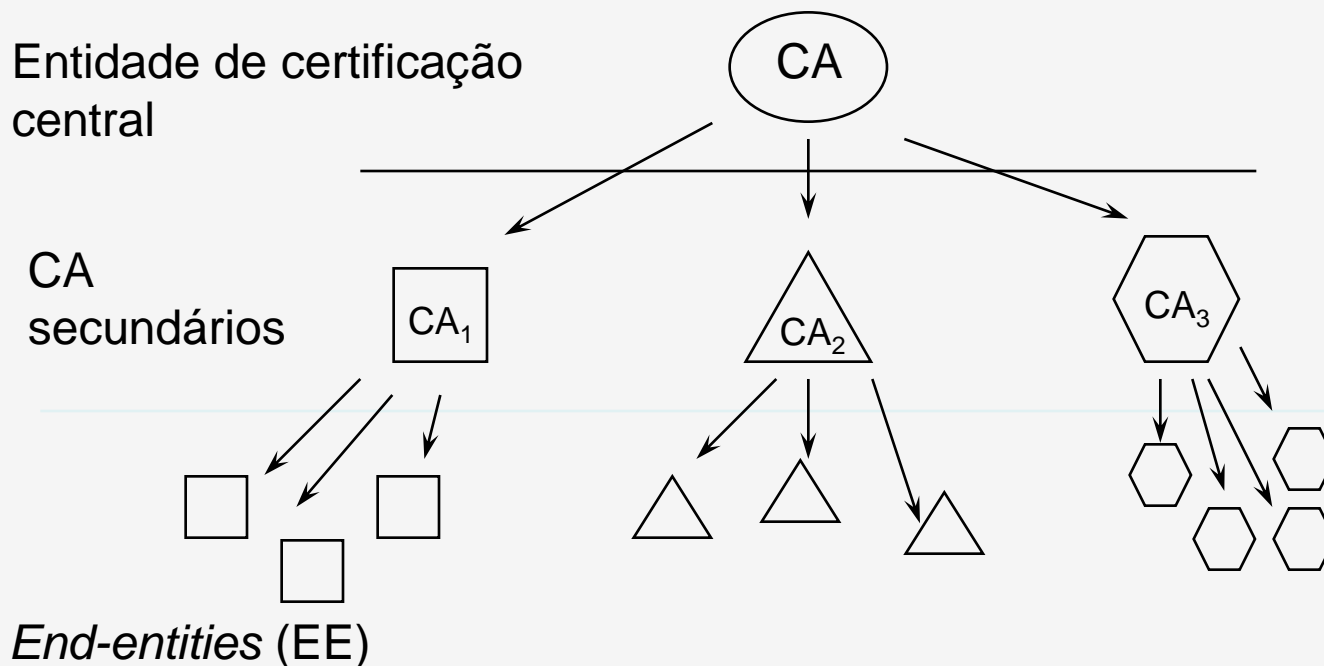 Entidade de certificação
central
CA
CA
secundários
CA₁
CA₂
CA₃
End-entities (EE)